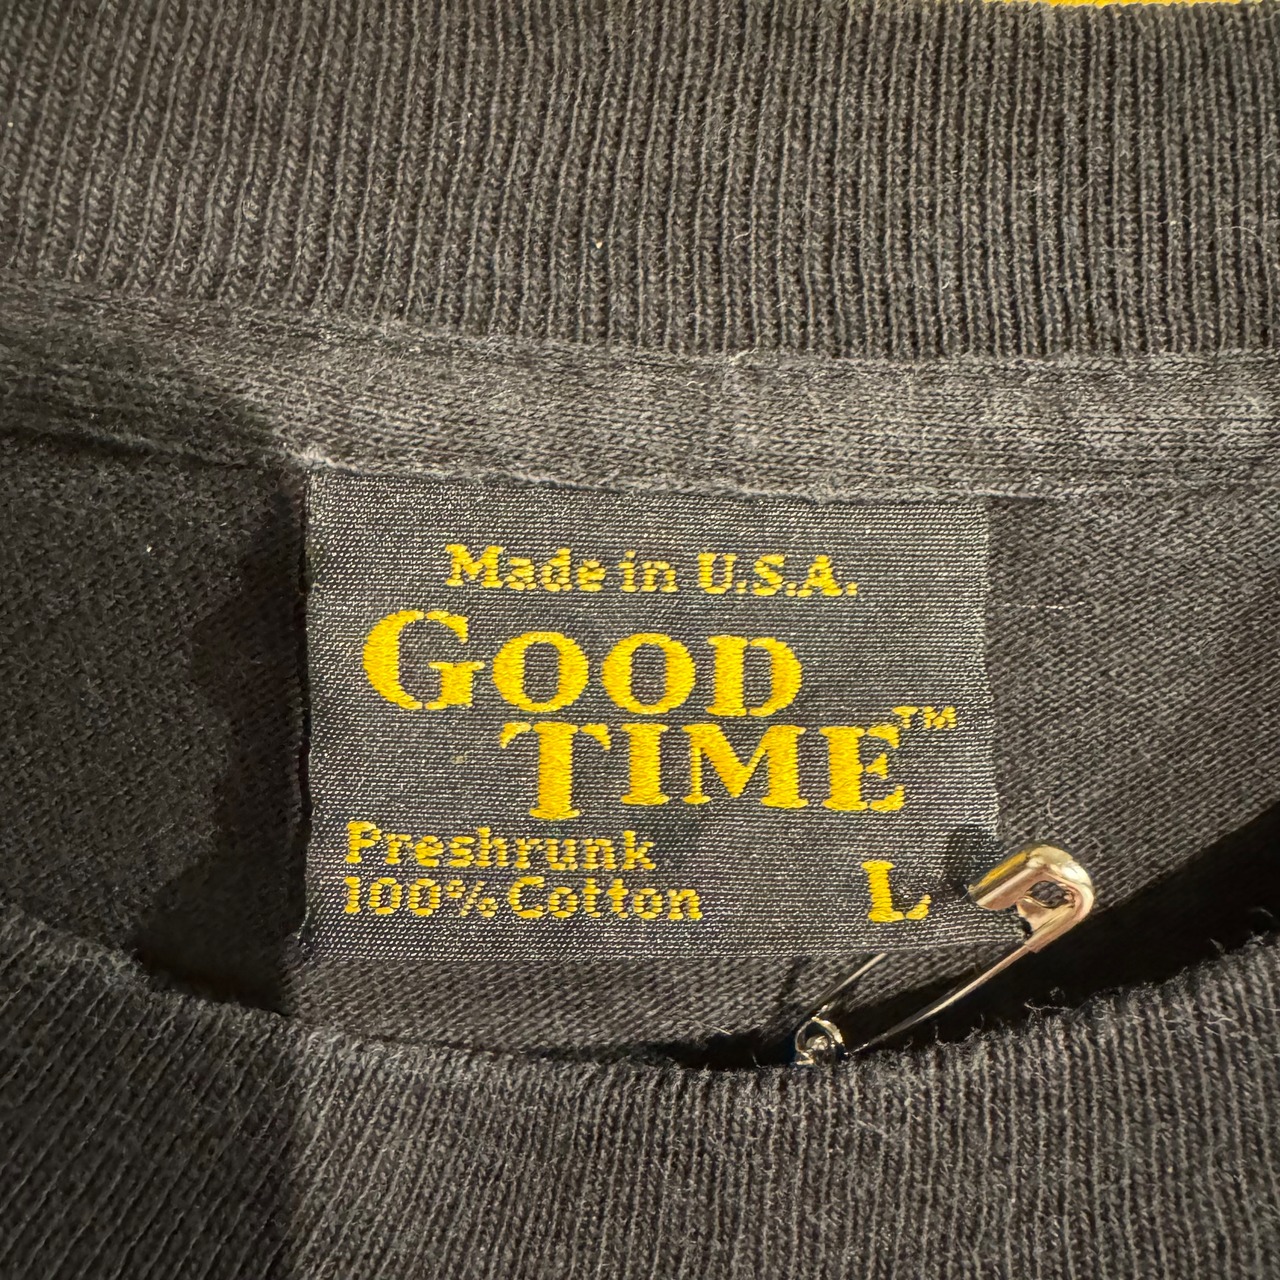 Made in U.S.A.
GOOD
TIME™
Preshrunk
100% Cotton
L